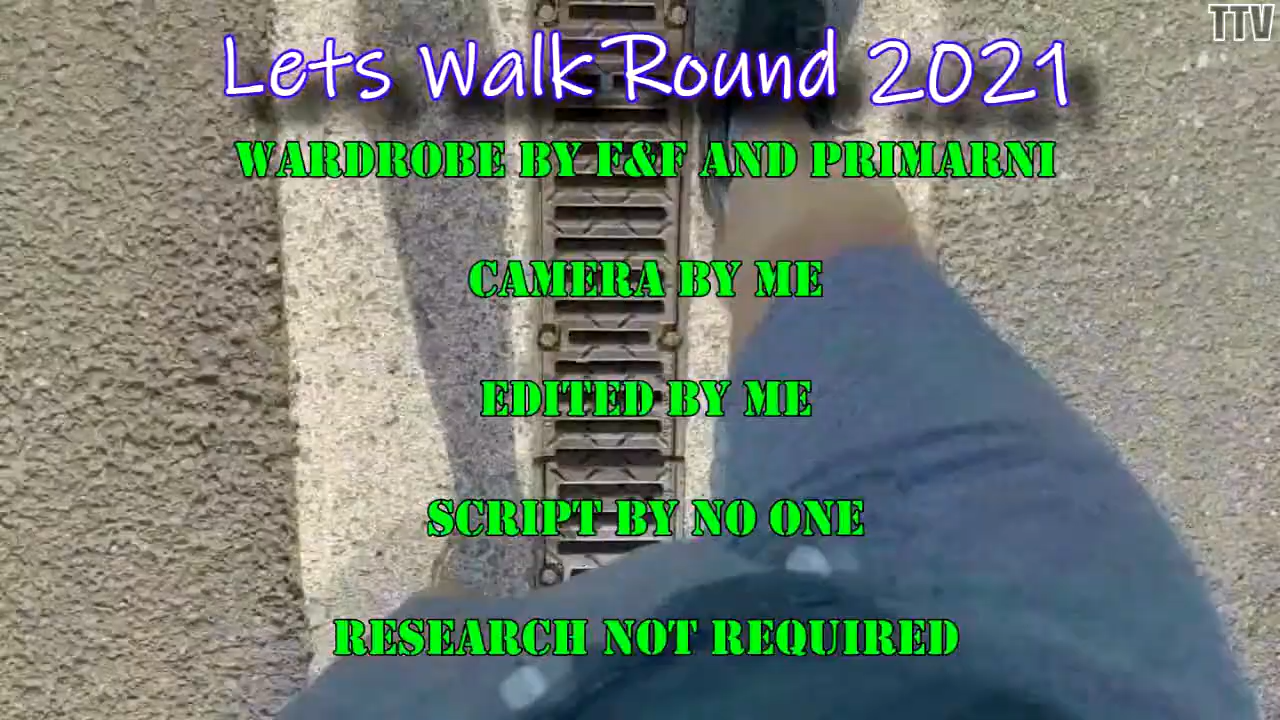 TTV
Lets Walk Round 2021
WARDROBE BY F&F AND PRIMARNI
CAMERA BY ME
EDITED BY ME
SCRIPT BY NO ONE
RESEARCH NOT REQUIRED